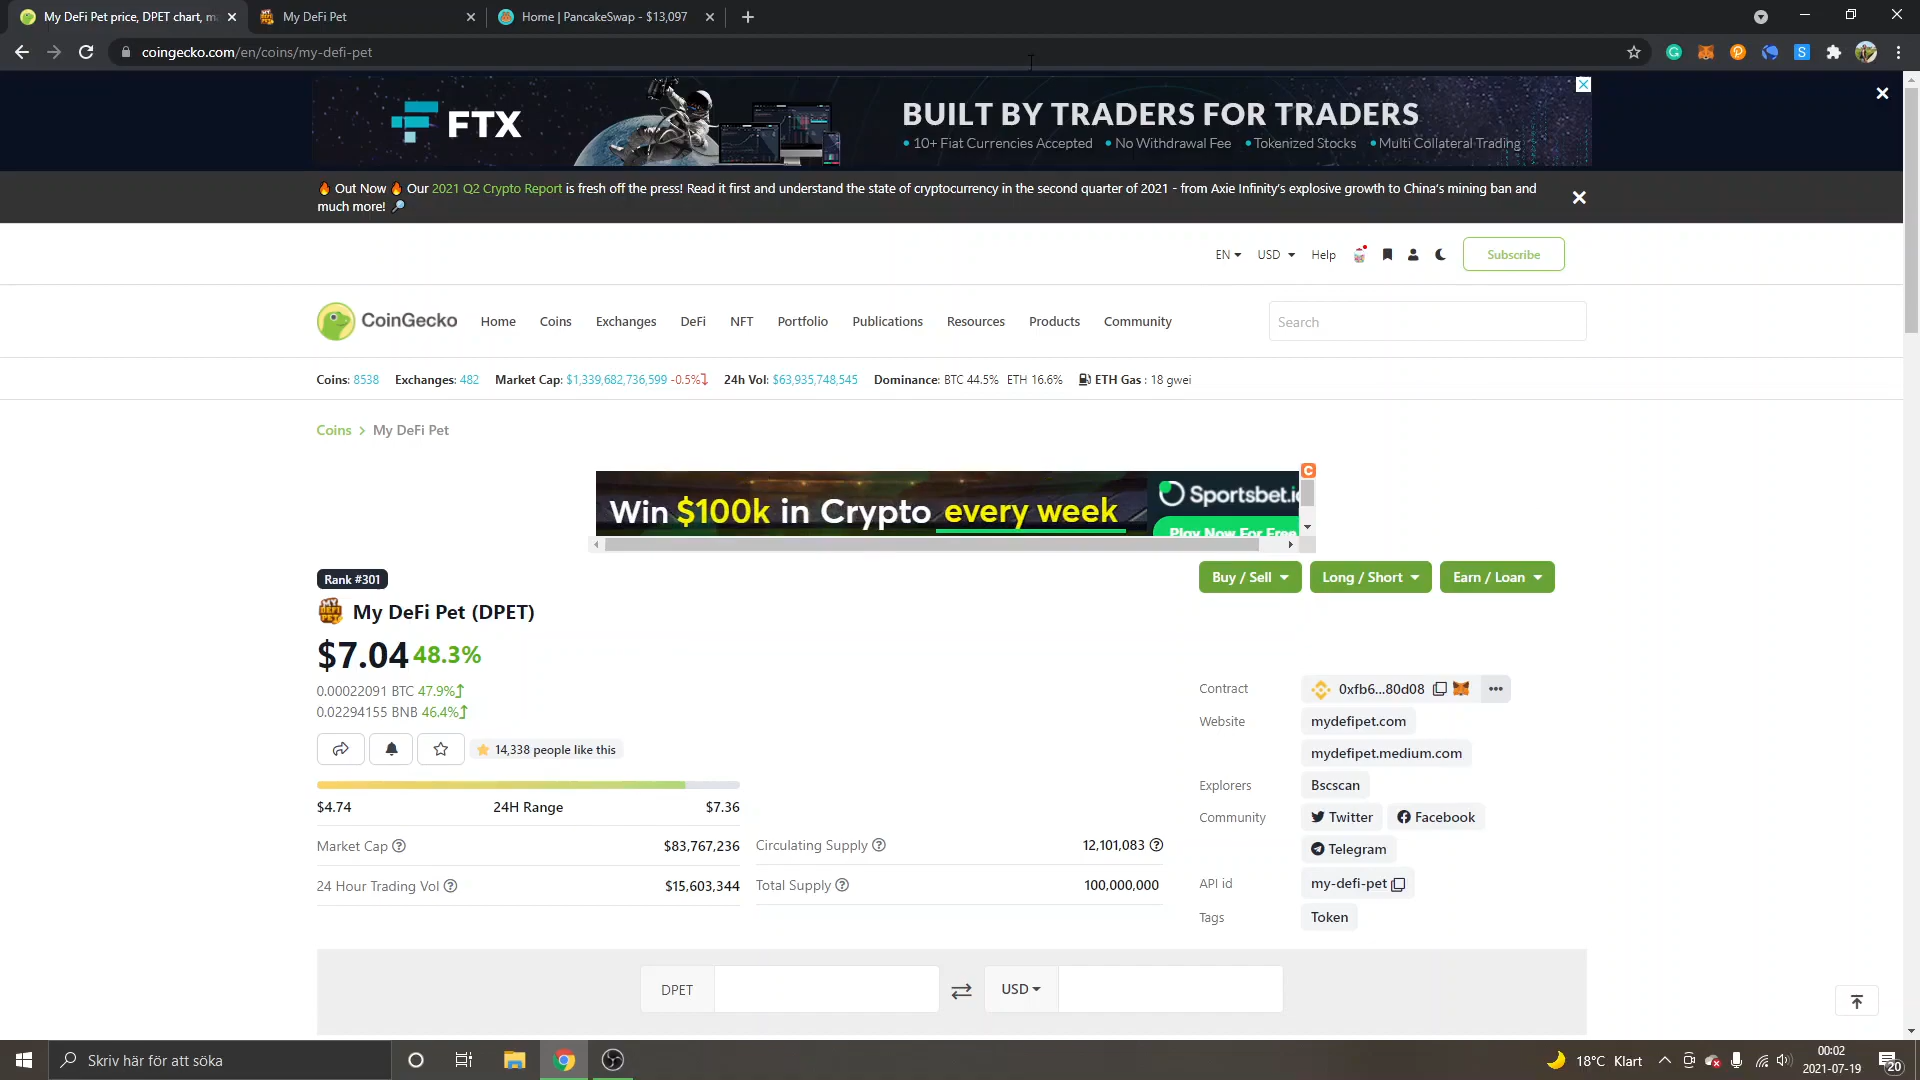 My DeFi Pet price, DPET chart, ma
My DeFi Pet
Home | PancakeSwap - $13,097
coingecko.com/en/coins/my-defi-pet
FTX
BUILT BY TRADERS FOR TRADERS
• 10+ Fiat Currencies Accepted • No Withdrawal Fee • Tokenized Stocks • Multi Collateral Trading
🔥 Out Now 🔥 Our 2021 Q2 Crypto Report is fresh off the press! Read it first and understand the state of cryptocurrency in the second quarter of 2021 - from Axie Infinity's explosive growth to China's mining ban and
much more! 🔎
EN USD Help Subscribe
CoinGecko Home Coins Exchanges DeFi NFT Portfolio Publications Resources Products Community Search
Coins: 8538 Exchanges: 482 Market Cap: $1,339,682,736,599 -0.5% 24h Vol: $63,935,748,545 Dominance: BTC 44.5% ETH 16.6% ETH Gas : 18 gwei
Coins > My DeFi Pet
Win $100k in Crypto every week
Sportsbet.i
Play Now For Free
Rank #301
Buy / Sell Long / Short Earn / Loan
My DeFi Pet (DPET)
$7.04 48.3%
0.00022091 BTC 47.9%
0.02294155 BNB 46.4%
14,338 people like this
$4.74 24H Range $7.36
Market Cap $83,767,236
24 Hour Trading Vol $15,603,344
Circulating Supply 12,101,083
Total Supply 100,000,000
Contract 0xfb6...80d08 •••
Website mydefipet.com
mydefipet.medium.com
Explorers Bscscan
Community Twitter Facebook
Telegram
API id my-defi-pet
Tags Token
DPET USD
Skriv här för att söka
18°C Klart
00:02
2021-07-19
20